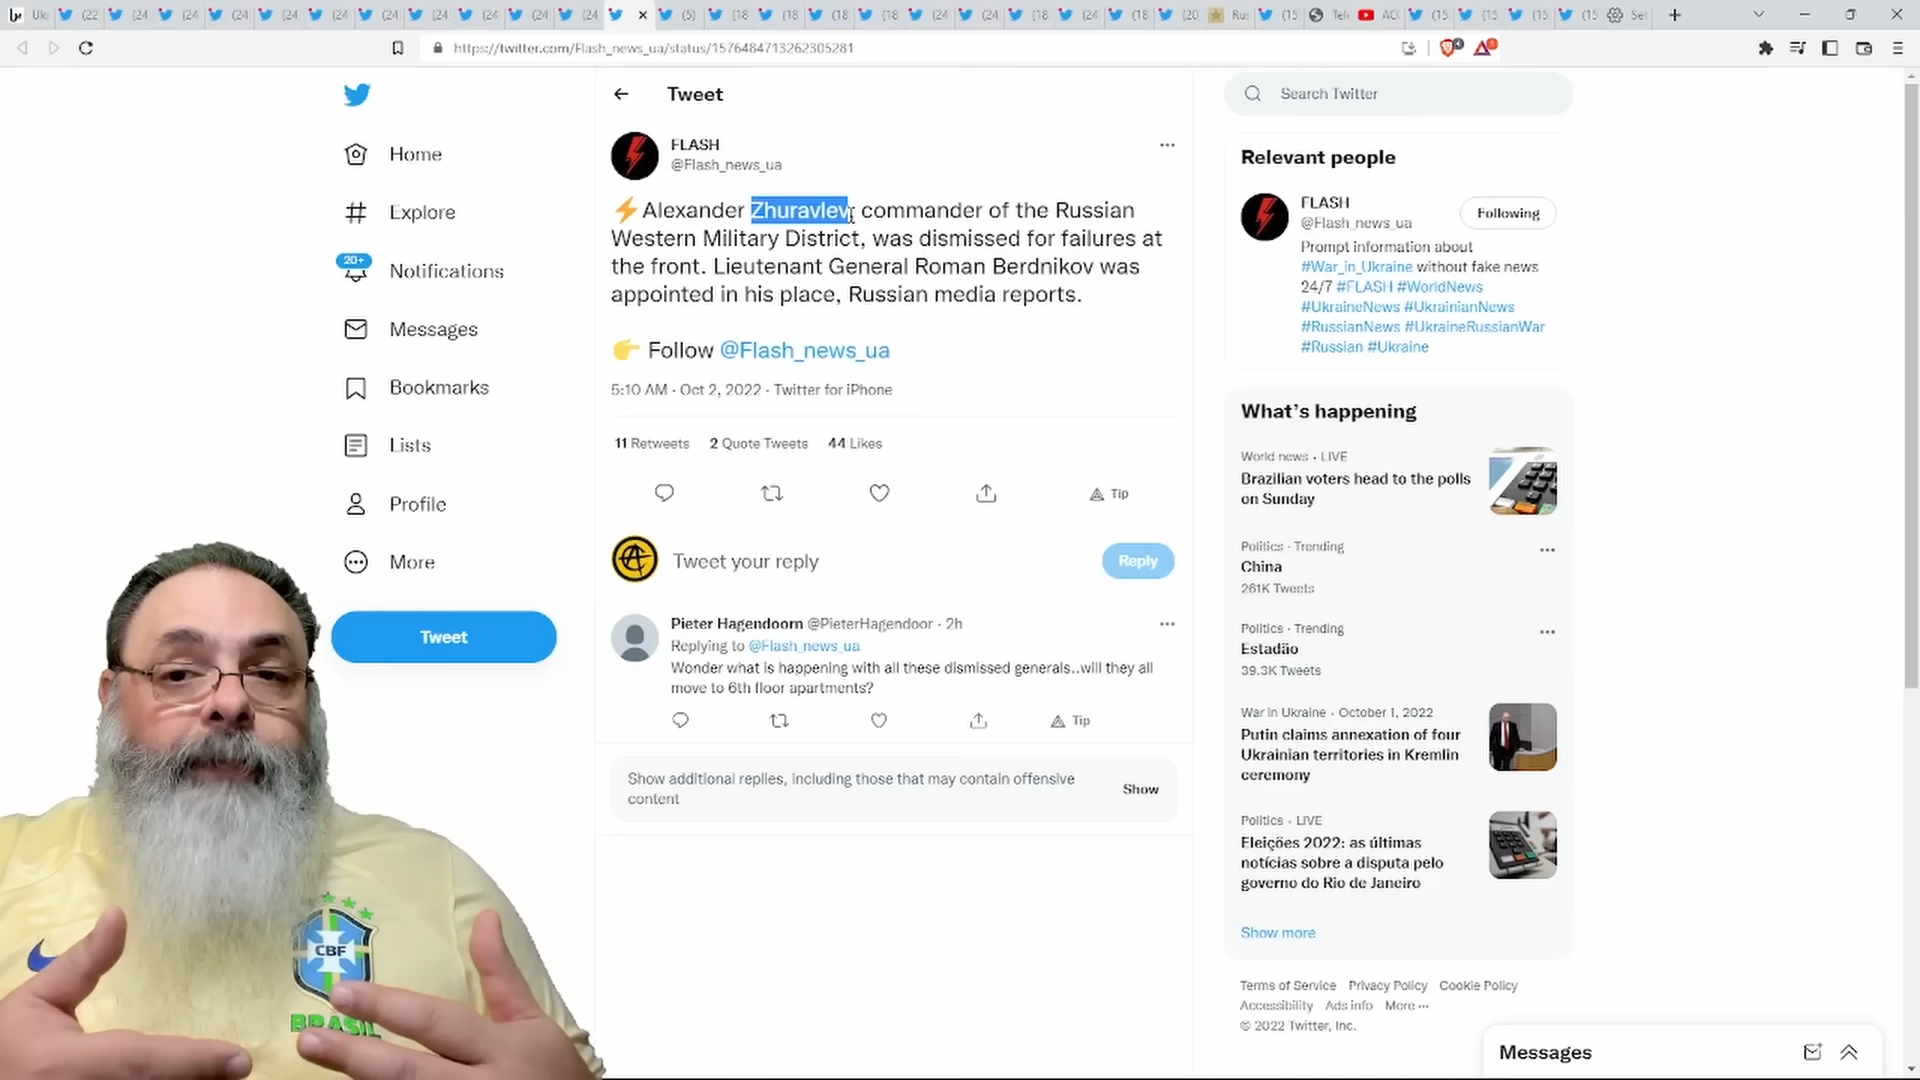 https://twitter.com/Flash_news_ua/status/1576484713262305281
Home
Explore
20+
Notifications
Messages
Bookmarks
Lists
Profile
More
Tweet
Tweet
FLASH
@Flash_news_ua
⚡Alexander Zhuravlev, commander of the Russian
Western Military District, was dismissed for failures at
the front. Lieutenant General Roman Berdnikov was
appointed in his place, Russian media reports.
👉 Follow @Flash_news_ua
5:10 AM · Oct 2, 2022 · Twitter for iPhone
11 Retweets 2 Quote Tweets 44 Likes
Tip
Tweet your reply
Reply
Pieter Hagendoorn @PieterHagendoor · 2h
Replying to @Flash_news_ua
Wonder what is happening with all these dismissed generals..will they all
move to 6th floor apartments?
Tip
Show additional replies, including those that may contain offensive
content
Show
Search Twitter
Relevant people
FLASH
@Flash_news_ua
Following
Prompt information about
#War_in_Ukraine without fake news
24/7 #FLASH #WorldNews
#UkraineNews #UkrainianNews
#RussianNews #UkraineRussianWar
#Russian #Ukraine
What's happening
World news · LIVE
Brazilian voters head to the polls
on Sunday
Politics · Trending
China
261K Tweets
Politics · Trending
Estadão
39.3K Tweets
War in Ukraine · October 1, 2022
Putin claims annexation of four
Ukrainian territories in Kremlin
ceremony
Politics · LIVE
Eleições 2022: as últimas
notícias sobre a disputa pelo
governo do Rio de Janeiro
Show more
Terms of Service Privacy Policy Cookie Policy
Accessibility Ads info More ···
© 2022 Twitter, Inc.
Messages
CBF
BRASIL